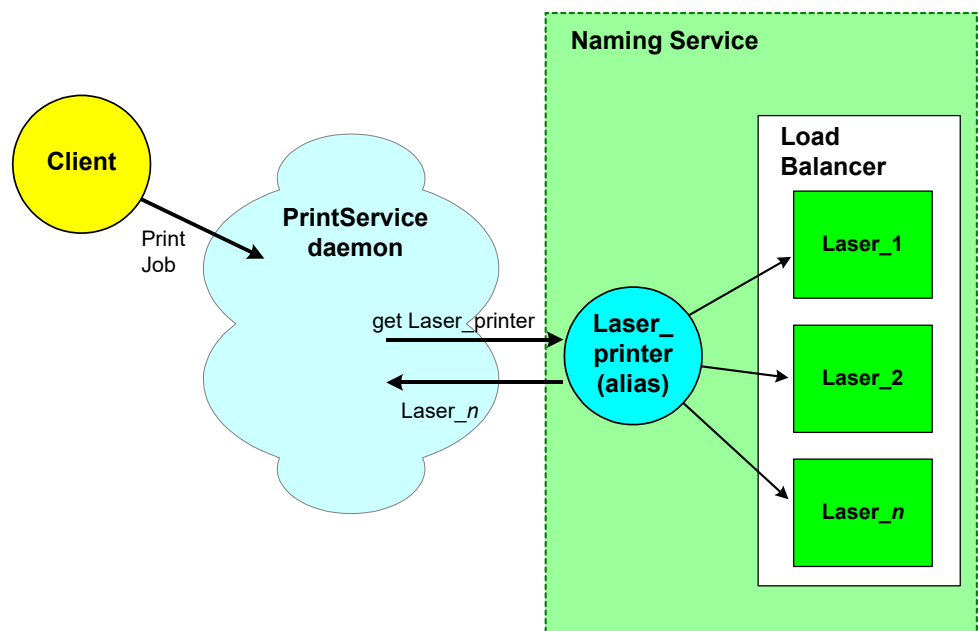 Naming Service
Client
Print
Job
PrintService
daemon
get Laser_printer
Laser_n
Laser_
printer
(alias)
Load
Balancer
Laser_1
Laser_2
Laser_n